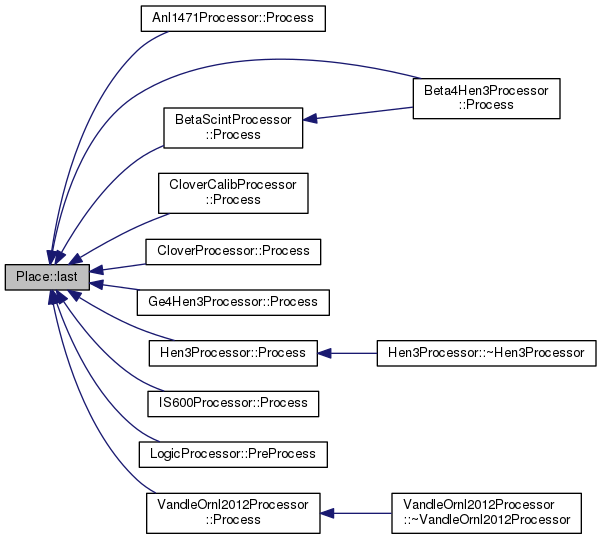 Anl1471Processor::Process
Beta4Hen3Processor
::Process
BetaScintProcessor
::Process
CloverCalibProcessor
::Process
CloverProcessor::Process
Place::last
Ge4Hen3Processor::Process
Hen3Processor::Process
Hen3Processor::~Hen3Processor
IS600Processor::Process
LogicProcessor::PreProcess
VandleOrnl2012Processor
::Process
VandleOrnl2012Processor
::~VandleOrnl2012Processor